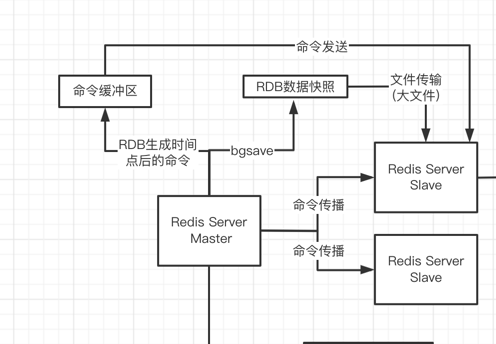 命令发送
命令缓冲区
RDB数据快照
文件传输
(大文件)
RDB生成时间
点后的命令
bgsave
Redis Server
Slave
命令传播
Redis Server
Master
命令传播
Redis Server
Slave